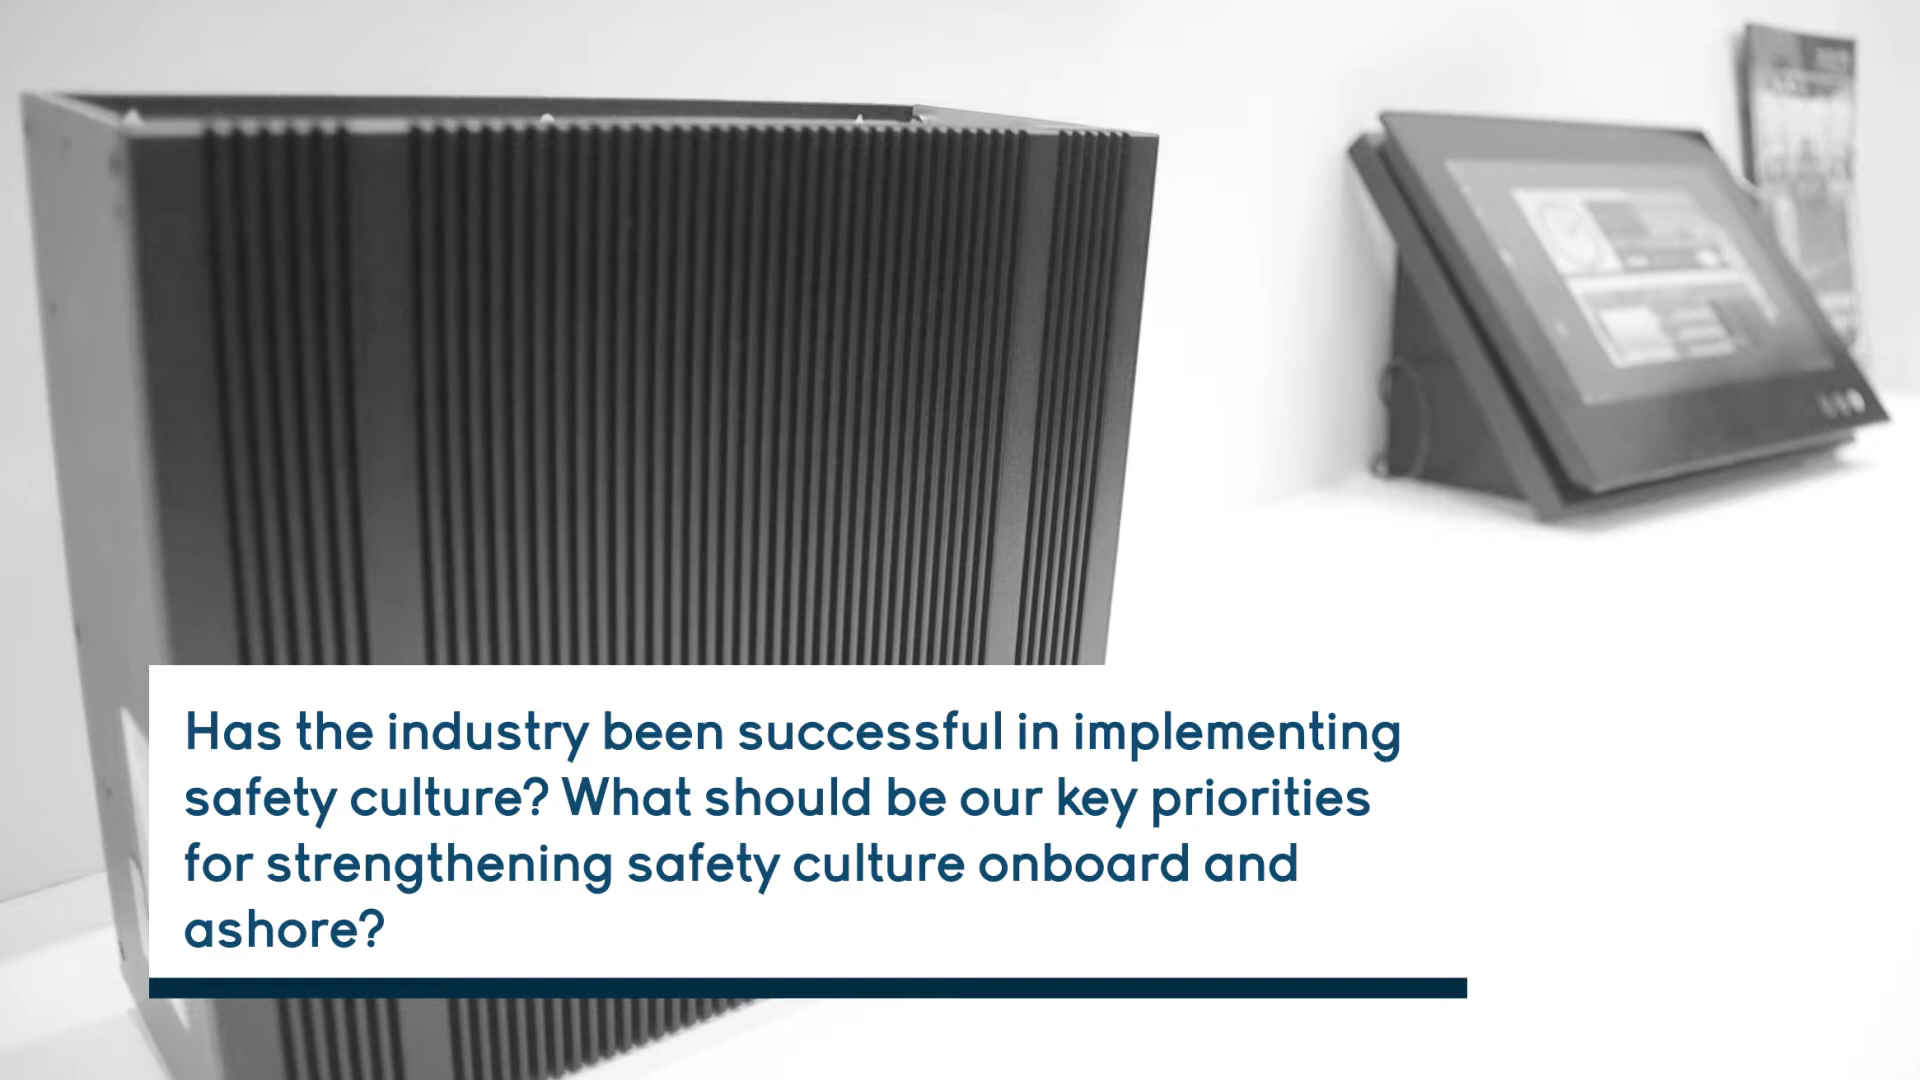 Has the industry been successful in implementing
safety culture? What should be our key priorities
for strengthening safety culture onboard and
ashore?